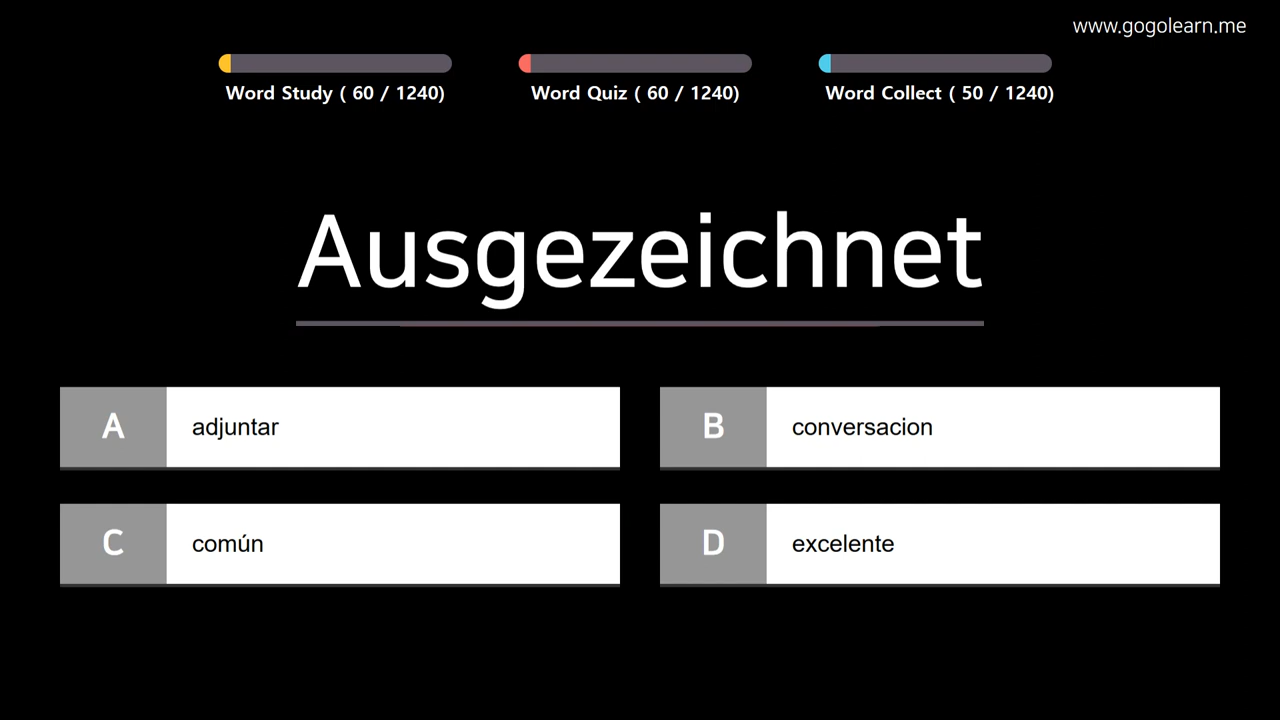 www.gogolearn.me
Word Study ( 60 / 1240)
Word Quiz ( 60 / 1240)
Word Collect ( 50 / 1240)
Ausgezeichnet
A adjuntar
B conversacion
C común
D excelente